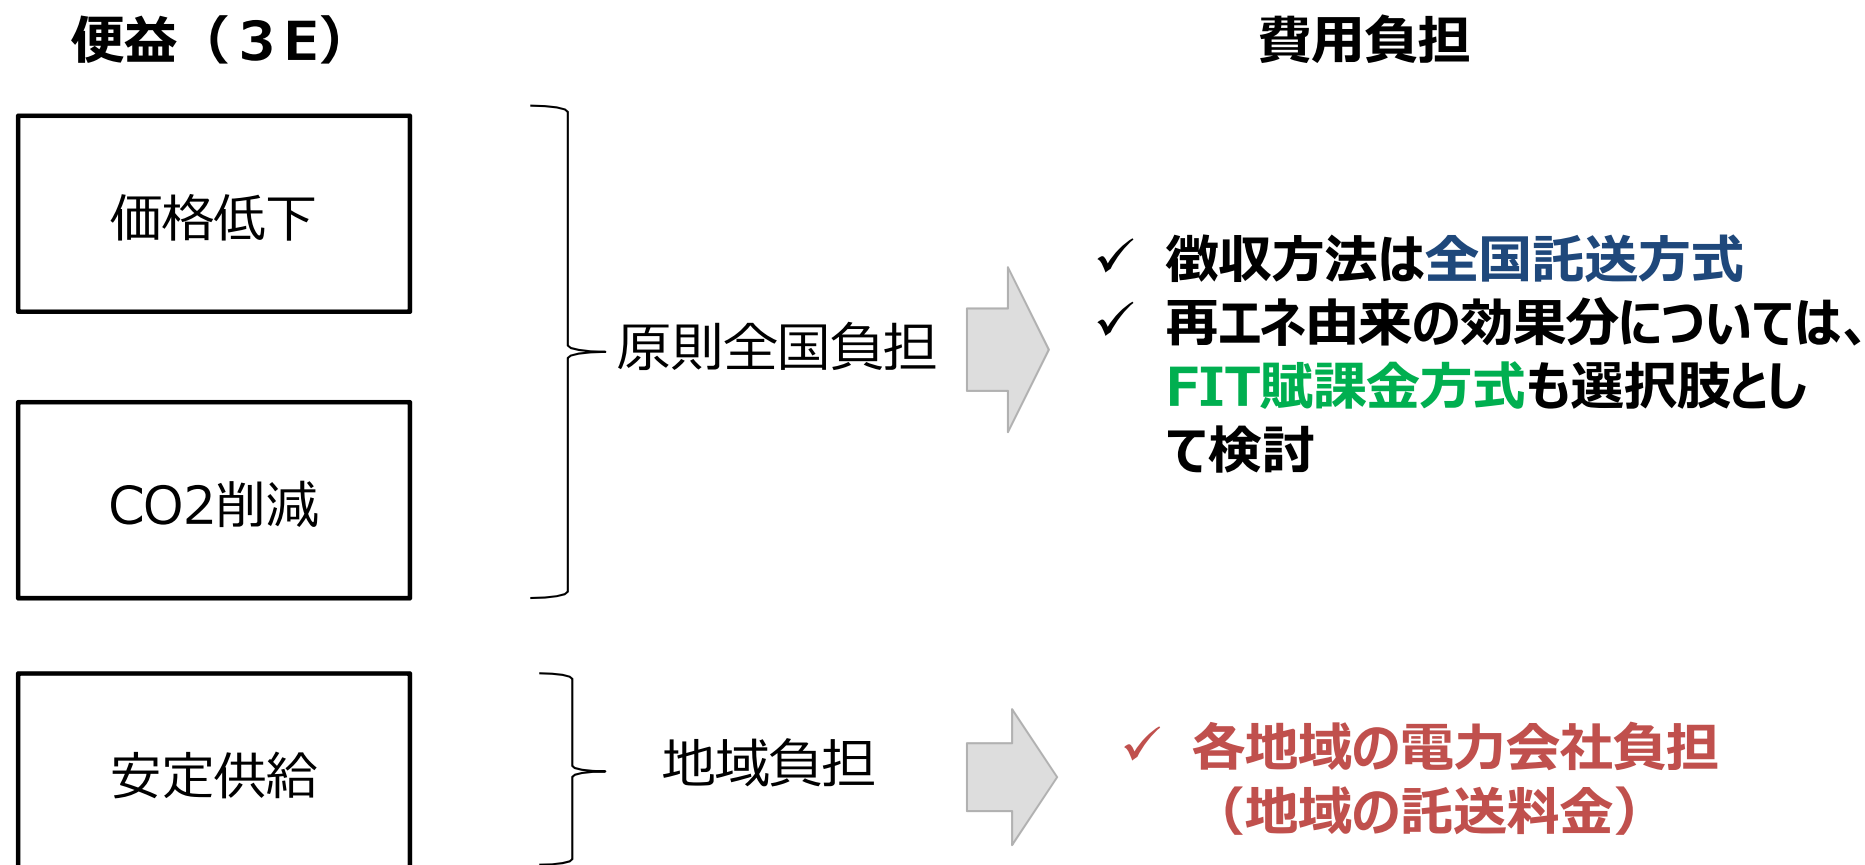 便益（３E）
費用負担
価格低下
CO2削減
原則全国負担
✓ 徴収方法は全国託送方式
✓ 再エネ由来の効果分については、
FIT賦課金方式も選択肢とし
て検討
安定供給
地域負担
✓ 各地域の電力会社負担
（地域の託送料金）